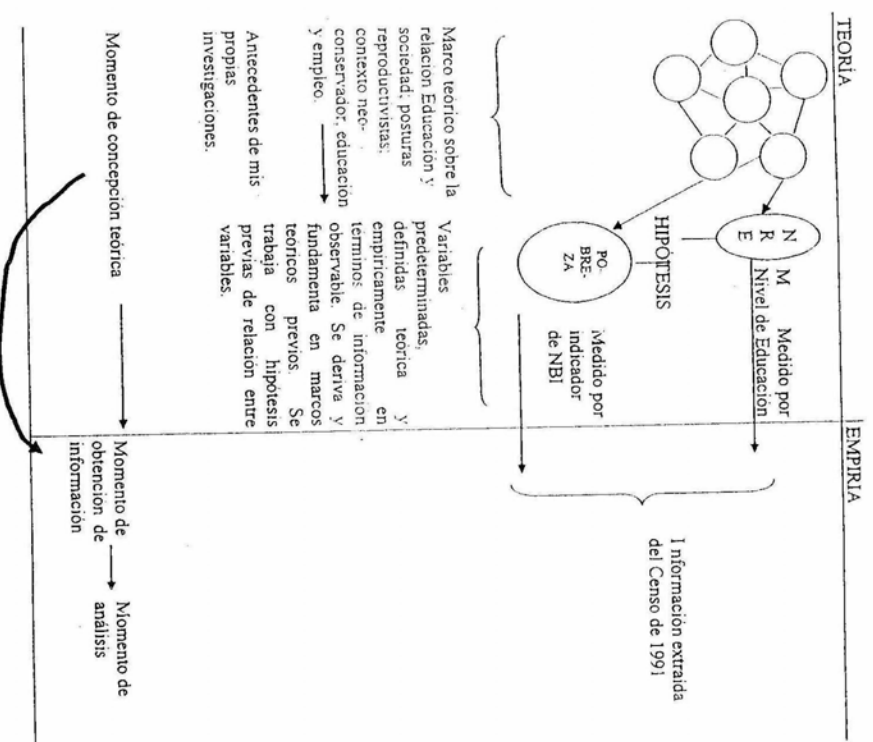 TEORÍA
EMPIRIA
N M
R
E
Medido por
Nivel de Educación
HIPÓTESIS
PO-
BRE-
ZA
Medido por
indicador
de NBI
I nformación extraida
del Censo de 1991
Marco teórico sobre la
relación Educación y
sociedad; posturas
reproductivistas;
contexto neo-
conservador, educación
y empleo.
Antecedentes de mis
propias
investigaciones.
Variables
predeterminadas,
definidas teórica y
empiricamente en
términos de información
observable. Se deriva y
fundamenta en marcos
teóricos previos. Se
trabaja con hipótesis
previas de relación entre
variables.
Momento de concepción teórica
Momento de
obtención de
información
Momento de
análisis